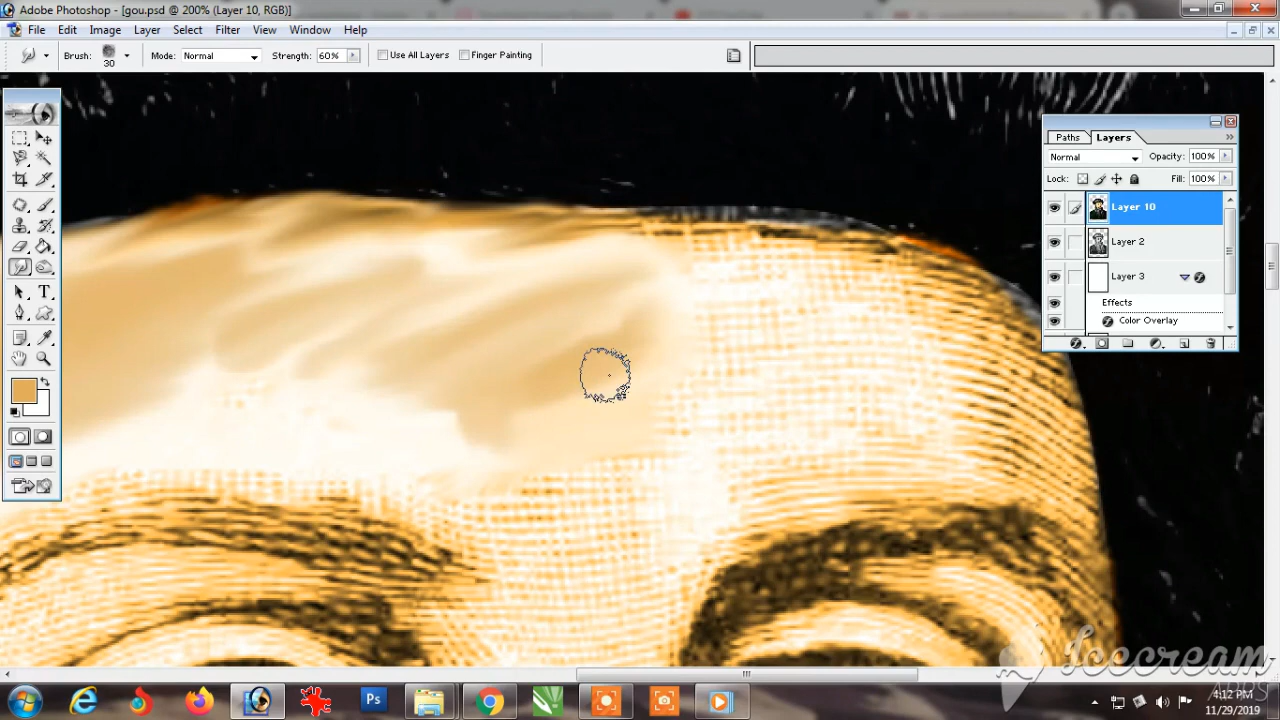 Adobe Photoshop - [gou.psd @ 200% (Layer 10, RGB)]
File Edit Image Layer Select Filter View Window Help
Brush: 30 Mode: Normal Strength: 60% Use All Layers Finger Painting
Paths Layers
Normal Opacity: 100%
Lock: Fill: 100%
Layer 10
Layer 2
Layer 3
Effects
Color Overlay
T
Icecream
APPS
Ps
4:12 PM
11/29/2019